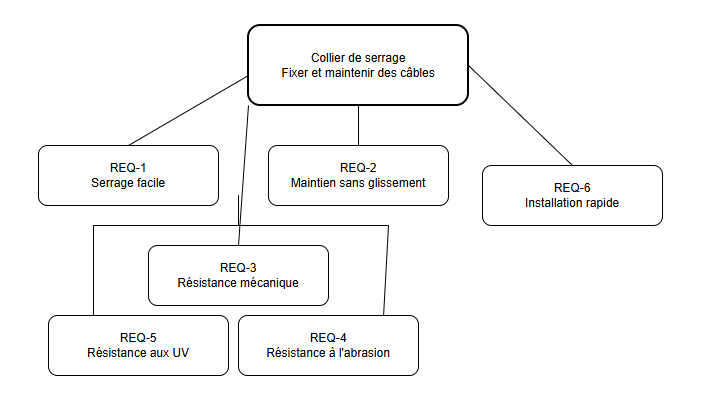 Collier de serrage
Fixer et maintenir des câbles
REQ-1
Serrage facile
REQ-2
Maintien sans glissement
REQ-6
Installation rapide
REQ-3
Résistance mécanique
REQ-5
Résistance aux UV
REQ-4
Résistance à l'abrasion